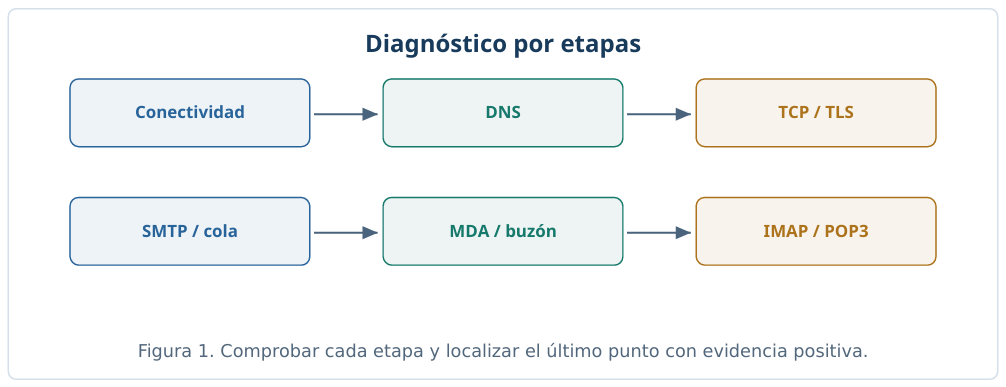 Diagnóstico por etapas
Conectividad
DNS
TCP / TLS
SMTP / cola
MDA / buzón
IMAP / POP3
Figura 1. Comprobar cada etapa y localizar el último punto con evidencia positiva.